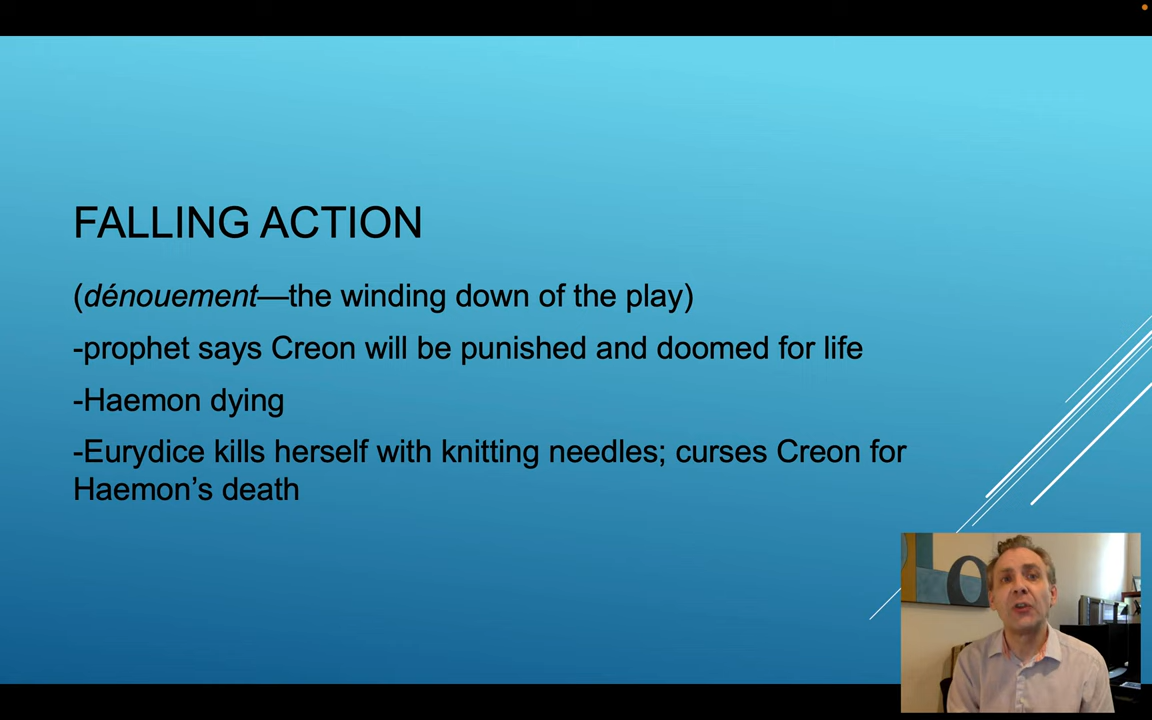 FALLING ACTION
(dénouement—the winding down of the play)
-prophet says Creon will be punished and doomed for life
-Haemon dying
-Eurydice kills herself with knitting needles; curses Creon for
Haemon’s death
Lo